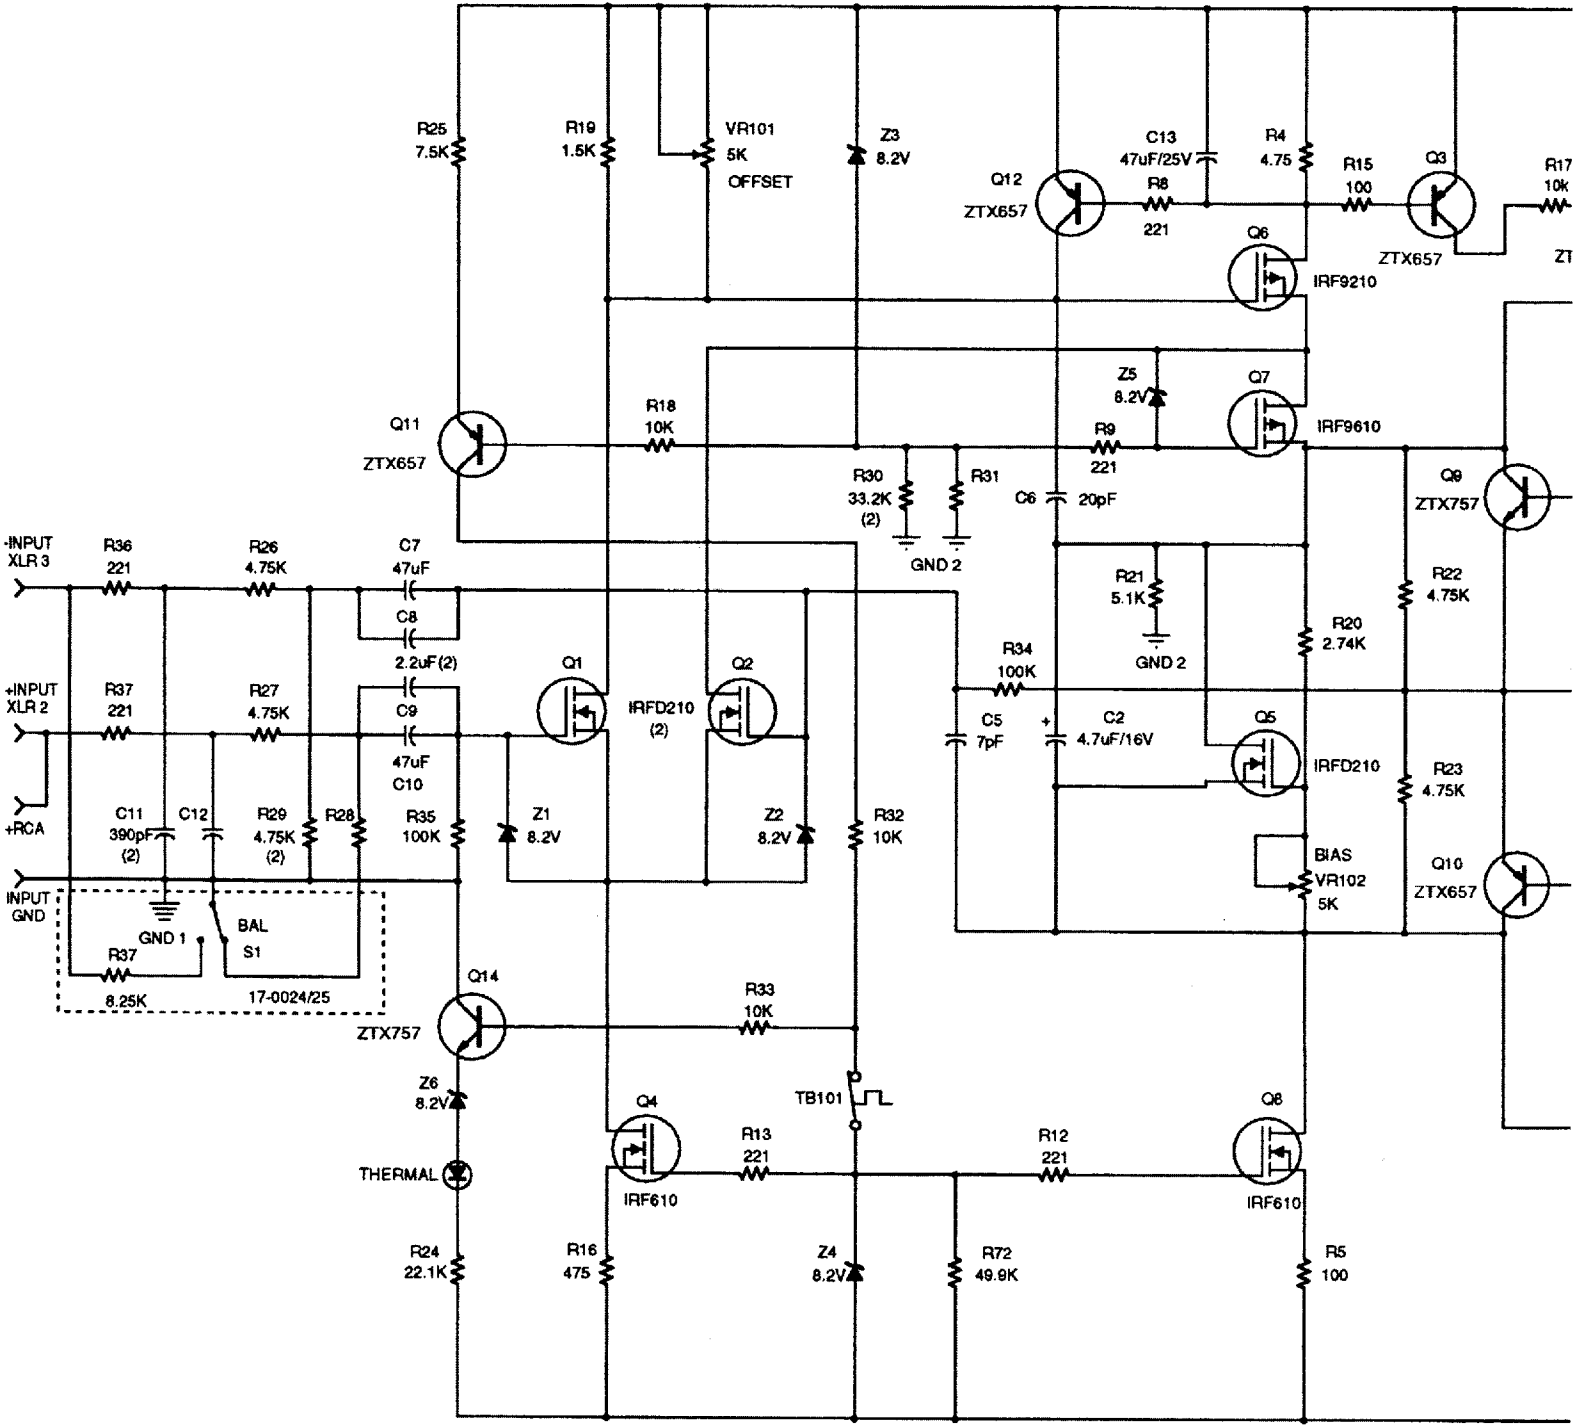 R25
7.5K
R19
1.5K
VR101
5K
OFFSET
Z3
8.2V
C13
47uF/25V
R4
4.75
Q12
ZTX657
R8
221
R15
100
Q3
ZTX657
R17
10k
ZT
Q6
IRF9210
Q11
ZTX657
R18
10K
Z5
8.2V
Q7
IRF9610
R9
221
R30
33.2K
(2)
R31
GND 2
C6
20pF
Q9
ZTX757
-INPUT
XLR 3
R36
221
R26
4.75K
C7
47uF
C8
2.2uF(2)
R21
5.1K
GND 2
R22
4.75K
R20
2.74K
R34
100K
+INPUT
XLR 2
R37
221
R27
4.75K
C9
47uF
C10
Q1
IRFD210
(2)
Q2
C5
7pF
+
C2
4.7uF/16V
Q5
IRFD210
R23
4.75K
+RCA
C11
390pF
(2)
C12
R29
4.75K
(2)
R28
R35
100K
Z1
8.2V
Z2
8.2V
R32
10K
BIAS
VR102
5K
Q10
ZTX657
INPUT
GND
GND 1
BAL
S1
R37
8.25K
17-0024/25
Q14
ZTX757
R33
10K
Z6
8.2V
TB101
Q4
IRF610
R13
221
R12
221
Q8
IRF610
THERMAL
R24
22.1K
R16
475
Z4
8.2V
R72
49.9K
R5
100